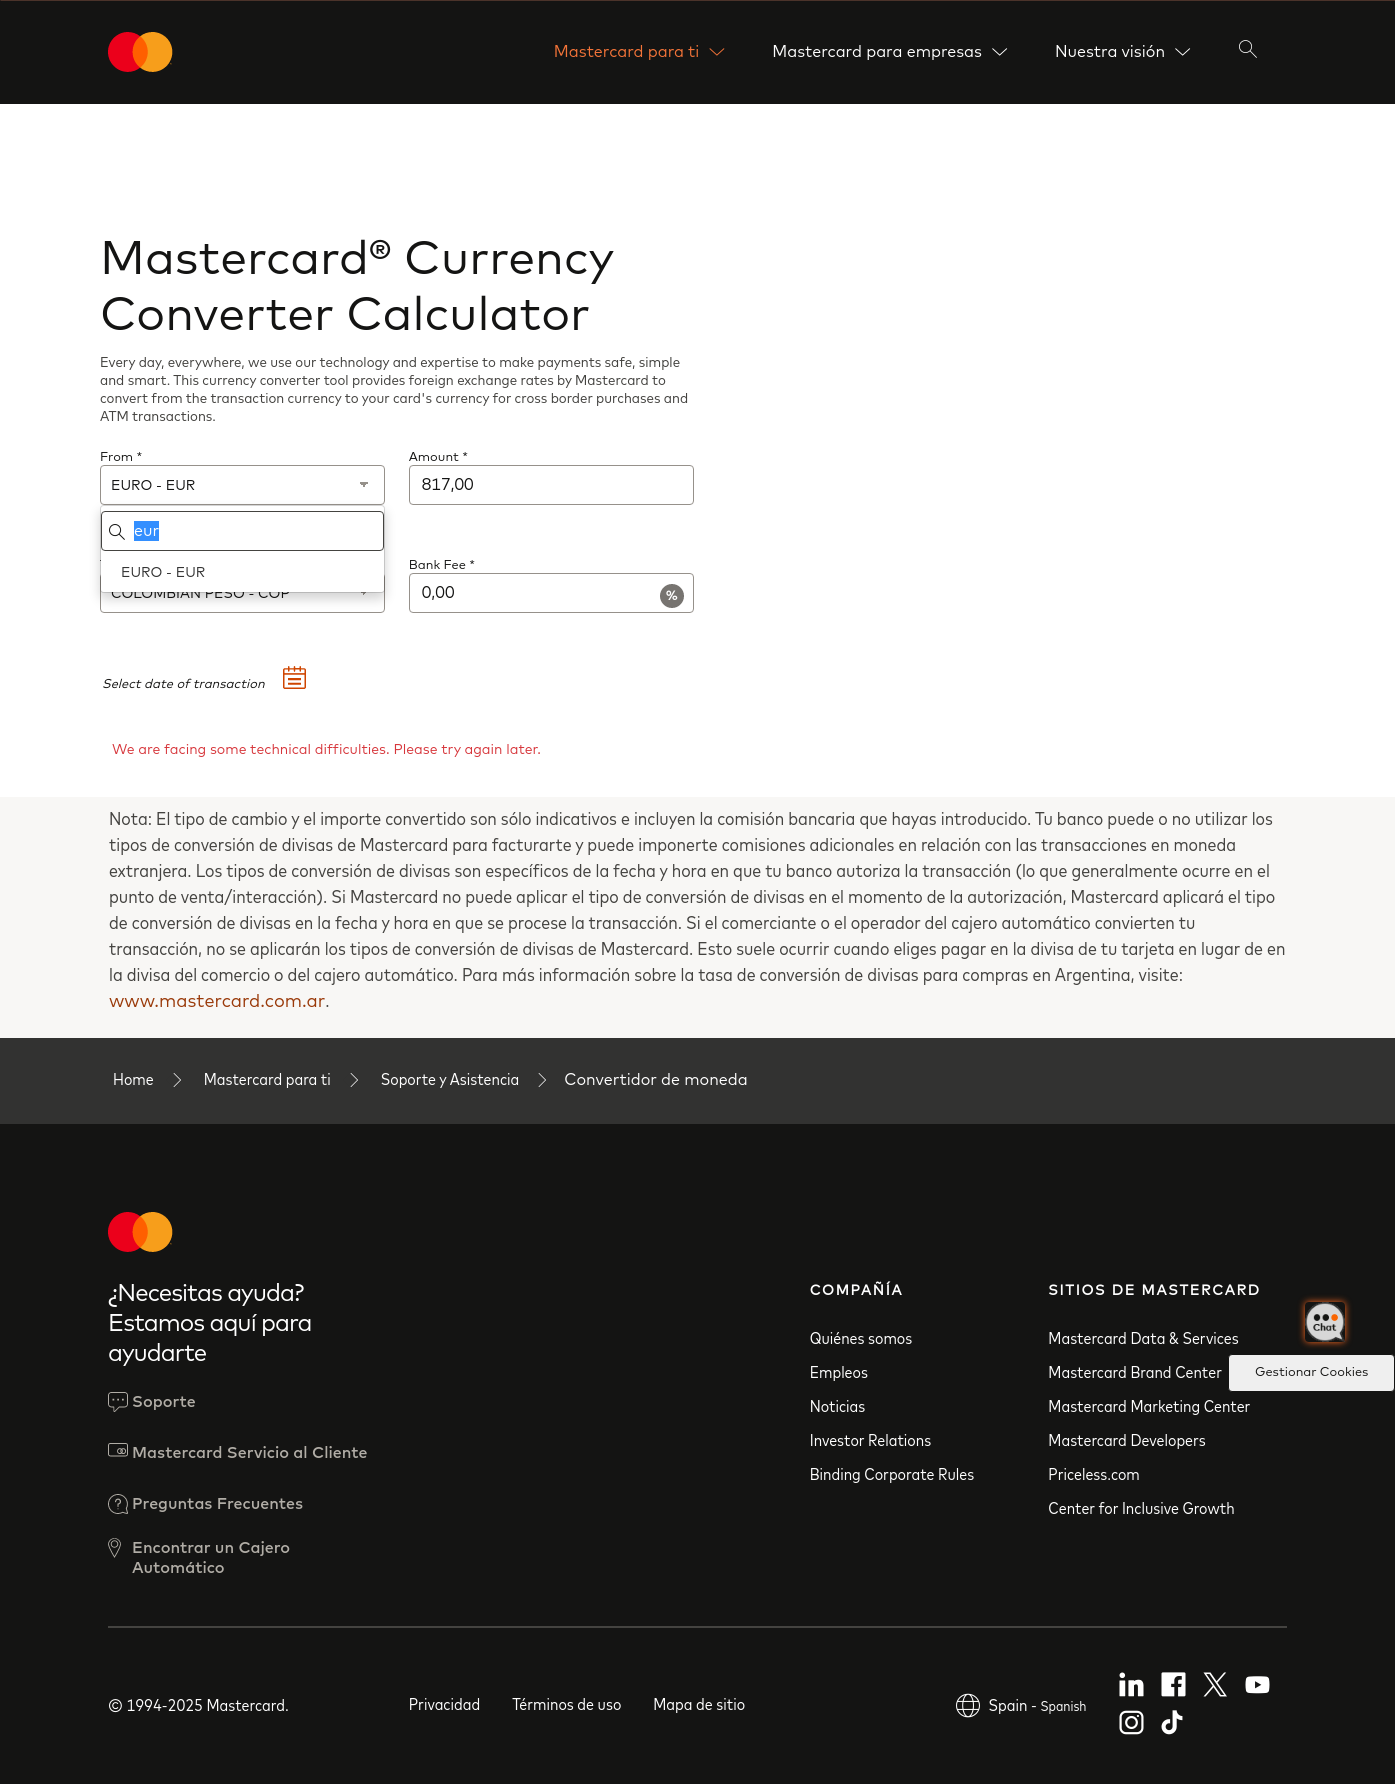 Mastercard para ti
Mastercard para empresas
Nuestra visión
Mastercard® Currency
Converter Calculator
Every day, everywhere, we use our technology and expertise to make payments safe, simple
and smart. This currency converter tool provides foreign exchange rates by Mastercard to
convert from the transaction currency to your card's currency for cross border purchases and
ATM transactions.
From *
Amount *
EURO - EUR
817,00
eur
EURO - EUR
Bank Fee *
COLOMBIAN PESO - COP
0,00
%
Select date of transaction
We are facing some technical difficulties. Please try again later.
Nota: El tipo de cambio y el importe convertido son sólo indicativos e incluyen la comisión bancaria que hayas introducido. Tu banco puede o no utilizar los
tipos de conversión de divisas de Mastercard para facturarte y puede imponerte comisiones adicionales en relación con las transacciones en moneda
extranjera. Los tipos de conversión de divisas son específicos de la fecha y hora en que tu banco autoriza la transacción (lo que generalmente ocurre en el
punto de venta/interacción). Si Mastercard no puede aplicar el tipo de conversión de divisas en el momento de la autorización, Mastercard aplicará el tipo
de conversión de divisas en la fecha y hora en que se procese la transacción. Si el comerciante o el operador del cajero automático convierten tu
transacción, no se aplicarán los tipos de conversión de divisas de Mastercard. Esto suele ocurrir cuando eliges pagar en la divisa de tu tarjeta en lugar de en
la divisa del comercio o del cajero automático. Para más información sobre la tasa de conversión de divisas para compras en Argentina, visite:
www.mastercard.com.ar.
Home
Mastercard para ti
Soporte y Asistencia
Convertidor de moneda
¿Necesitas ayuda?
Estamos aquí para
ayudarte
Soporte
Mastercard Servicio al Cliente
Preguntas Frecuentes
Encontrar un Cajero
Automático
COMPAÑÍA
Quiénes somos
Empleos
Noticias
Investor Relations
Binding Corporate Rules
SITIOS DE MASTERCARD
Mastercard Data & Services
Mastercard Brand Center
Mastercard Marketing Center
Mastercard Developers
Priceless.com
Center for Inclusive Growth
Chat
Gestionar Cookies
© 1994-2025 Mastercard.
Privacidad
Términos de uso
Mapa de sitio
Spain - Spanish